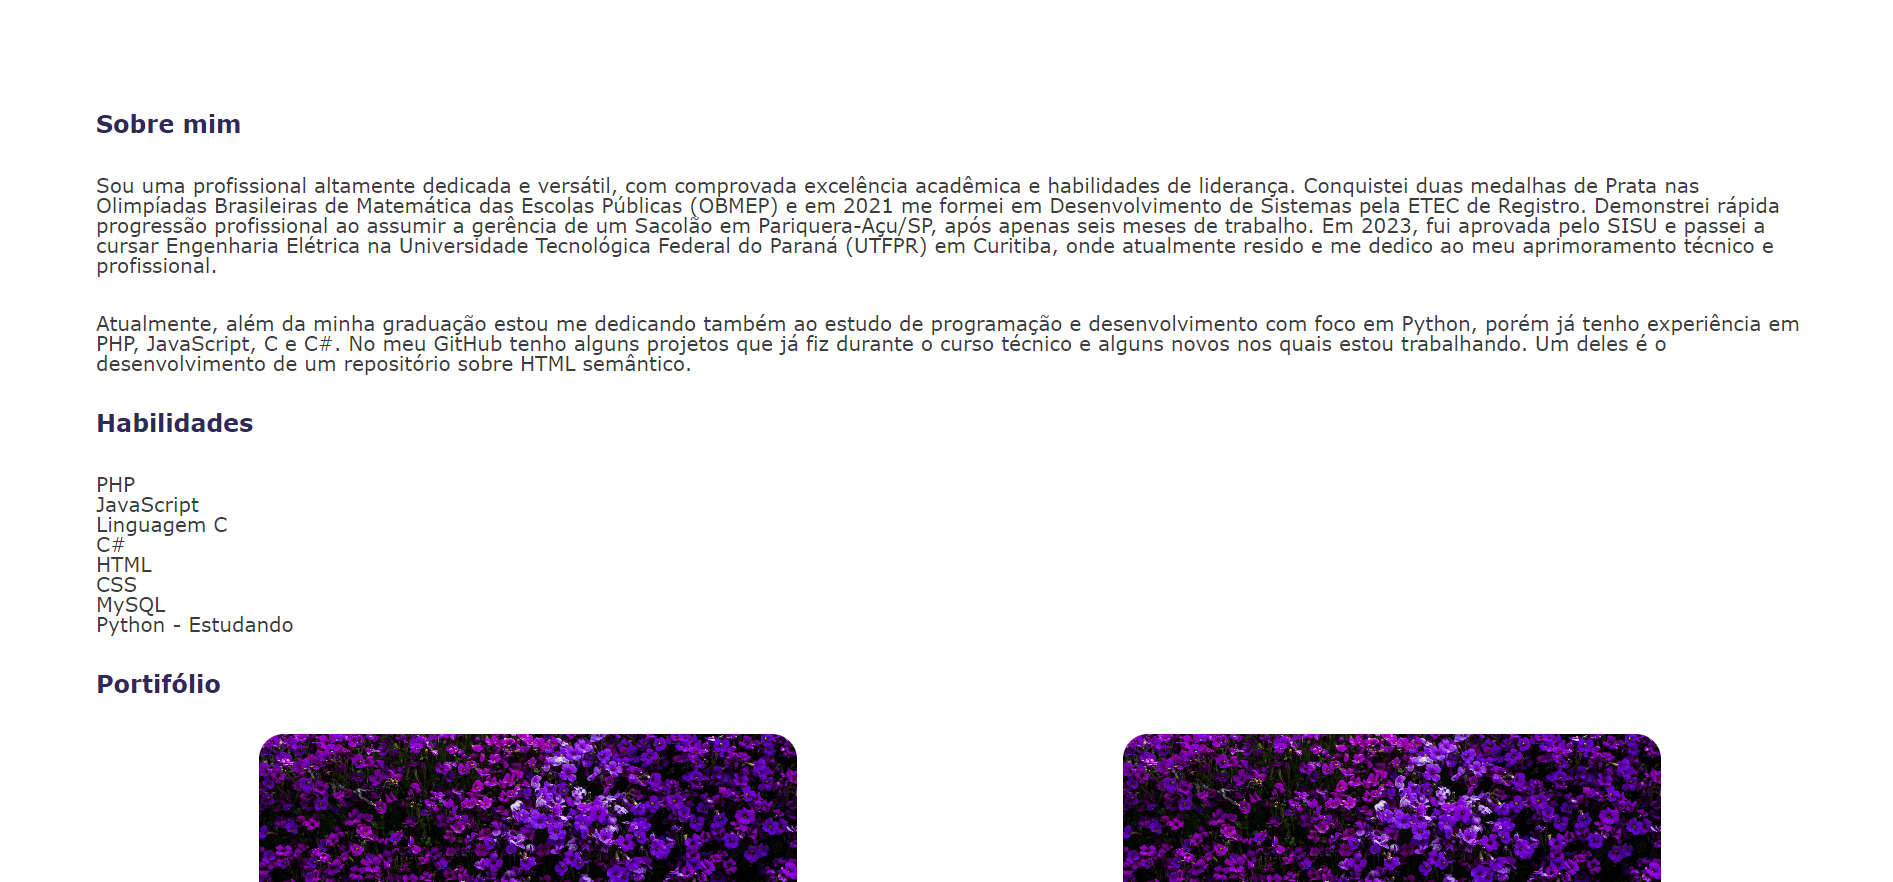 Sobre mim
Sou uma profissional altamente dedicada e versátil, com comprovada excelência acadêmica e habilidades de liderança. Conquistei duas medalhas de Prata nas
Olimpíadas Brasileiras de Matemática das Escolas Públicas (OBMEP) e em 2021 me formei em Desenvolvimento de Sistemas pela ETEC de Registro. Demonstrei rápida
progressão profissional ao assumir a gerência de um Sacolão em Pariquera-Açu/SP, após apenas seis meses de trabalho. Em 2023, fui aprovada pelo SISU e passei a
cursar Engenharia Elétrica na Universidade Tecnológica Federal do Paraná (UTFPR) em Curitiba, onde atualmente resido e me dedico ao meu aprimoramento técnico e
profissional.
Atualmente, além da minha graduação estou me dedicando também ao estudo de programação e desenvolvimento com foco em Python, porém já tenho experiência em
PHP, JavaScript, C e C#. No meu GitHub tenho alguns projetos que já fiz durante o curso técnico e alguns novos nos quais estou trabalhando. Um deles é o
desenvolvimento de um repositório sobre HTML semântico.
Habilidades
PHP
JavaScript
Linguagem C
C#
HTML
CSS
MySQL
Python - Estudando
Portifólio